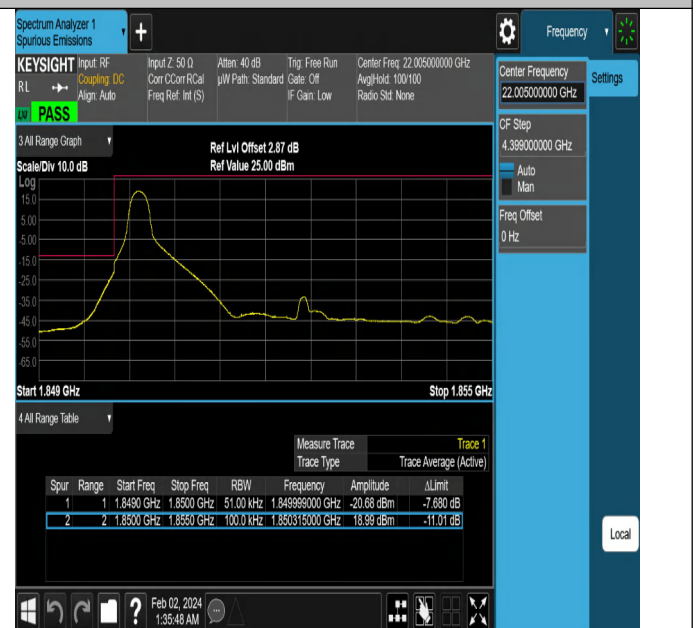 Spectrum Analyzer 1
Spurious Emissions
Frequency
KEYSIGHT
RL
Input: RF
Coupling: DC
Align: Auto
Input Z: 50 Ω
Corr CCorr RCal
Freq Ref: Int (S)
Atten: 40 dB
µW Path: Standard
Trig: Free Run
Gate: Off
IF Gain: Low
Center Freq: 22.005000000 GHz
Avg|Hold: 100/100
Radio Std: None
LXI PASS
Center Frequency
22.005000000 GHz
Settings
CF Step
4.399000000 GHz
Auto
Man
Freq Offset
0 Hz
3 All Range Graph
Scale/Div 10.0 dB
Ref Lvl Offset 2.87 dB
Ref Value 25.00 dBm
Log
15.0
5.00
-5.00
-15.0
-25.0
-35.0
-45.0
-55.0
-65.0
Start 1.849 GHz Stop 1.855 GHz
4 All Range Table
Measure Trace Trace 1
Trace Type Trace Average (Active)
Spur Range Start Freq Stop Freq RBW Frequency Amplitude ΔLimit
1 1 1.8490 GHz 1.8500 GHz 51.00 kHz 1.849999000 GHz -20.68 dBm -7.680 dB
2 2 1.8500 GHz 1.8550 GHz 100.0 kHz 1.850315000 GHz 18.99 dBm -11.01 dB
Local
Feb 02, 2024
1:35:48 AM